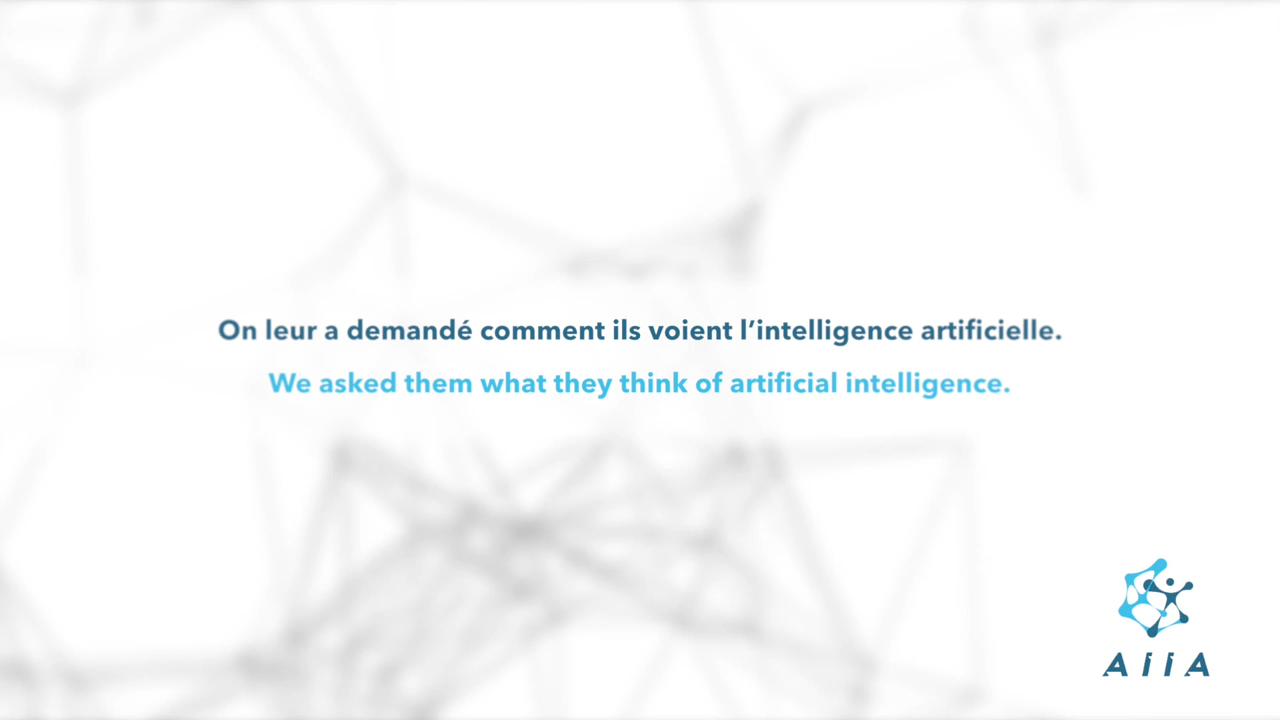 On leur a demandé comment ils voient l’intelligence artificielle.
We asked them what they think of artificial intelligence.
AiiA